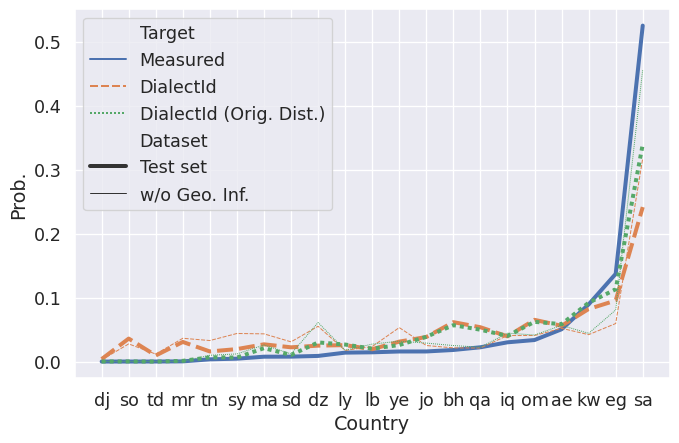 Target
Measured
DialectId
DialectId (Orig. Dist.)
Dataset
Test set
w/o Geo. Inf.
Prob.
0.5
0.4
0.3
0.2
0.1
0.0
dj so td mr tn sy ma sd dz ly lb ye jo bh qa iq om ae kw eg sa
Country